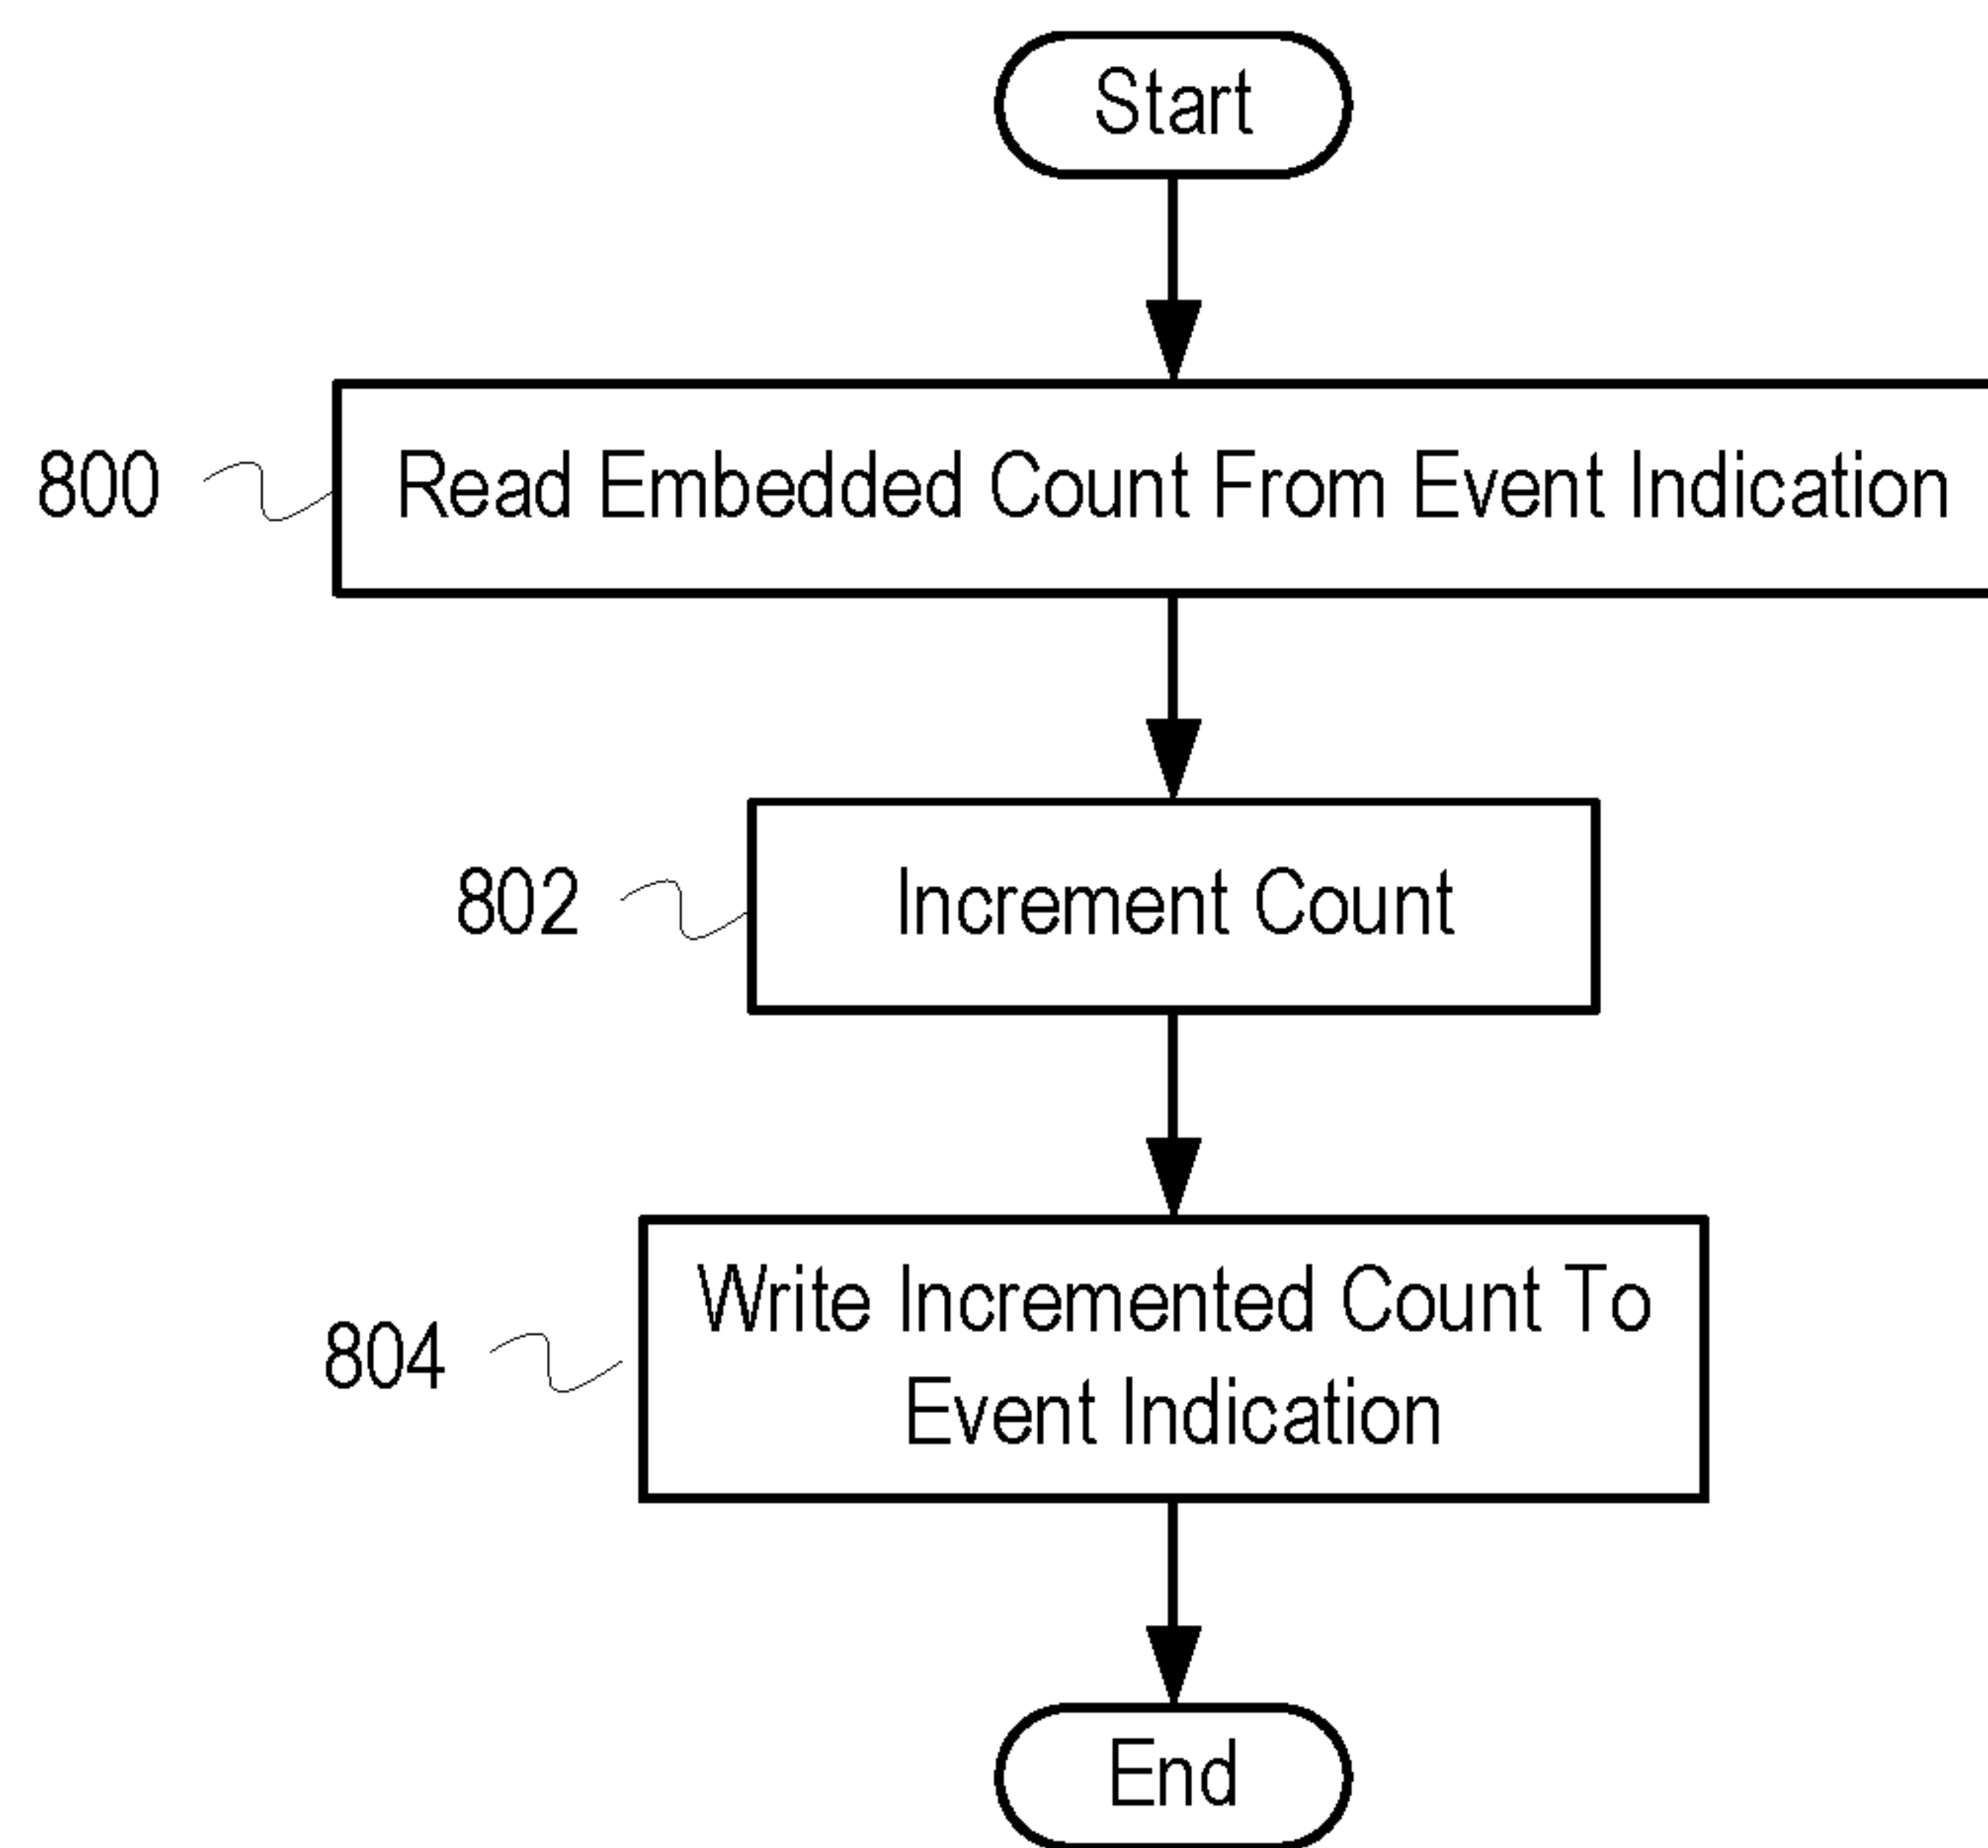 Start
800 Read Embedded Count From Event Indication
802 Increment Count
804 Write Incremented Count To
Event Indication
End